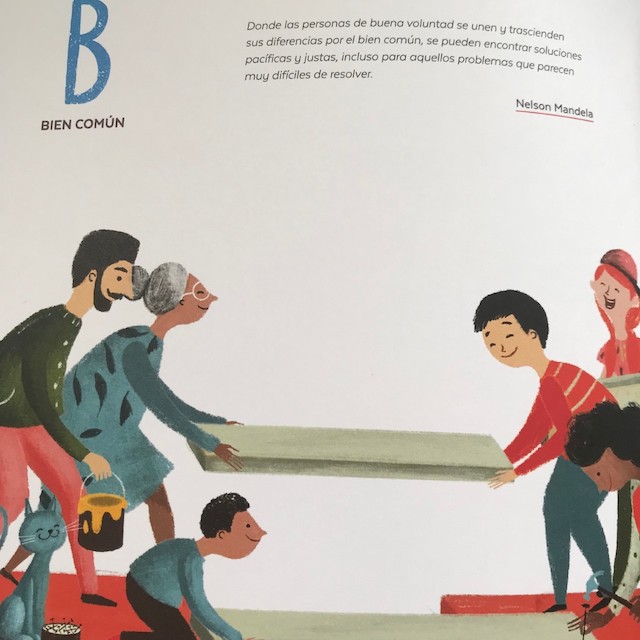 B
BIEN COMÚN
Donde las personas de buena voluntad se unen y trascienden
sus diferencias por el bien común, se pueden encontrar soluciones
pacíficas y justas, incluso para aquellos problemas que parecen
muy difíciles de resolver.
Nelson Mandela